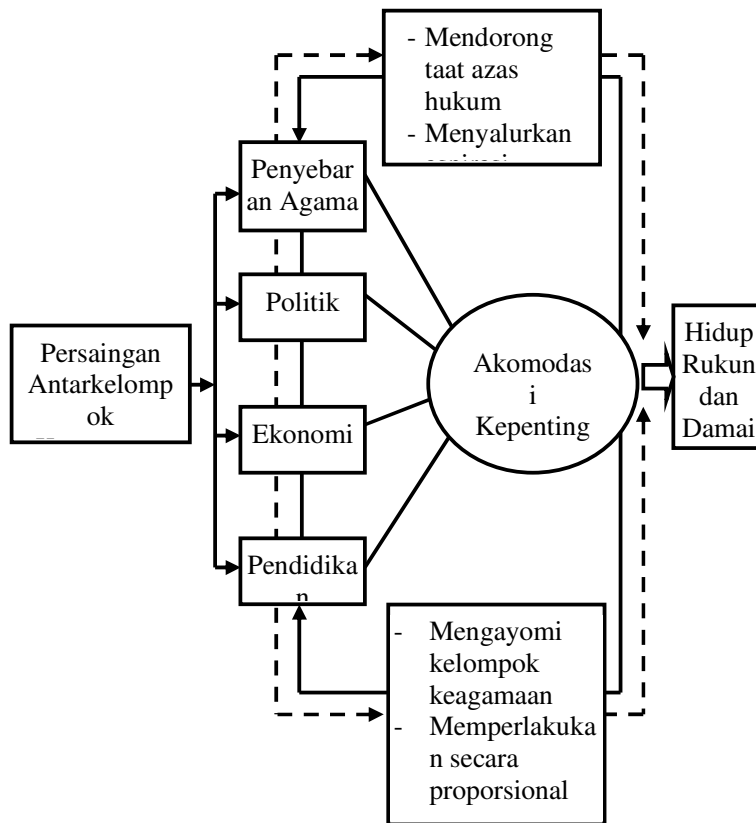 - Mendorong
taat azas
hukum
- Menyalurkan
Penyebar
an Agama
Politik
Persaingan
Antarkelomp
ok
Ekonomi
Pendidika
n
Akomodas
i
Kepenting
Hidup
Rukun
dan
Damai
- Mengayomi
kelompok
keagamaan
- Memperlakuka
n secara
proporsional